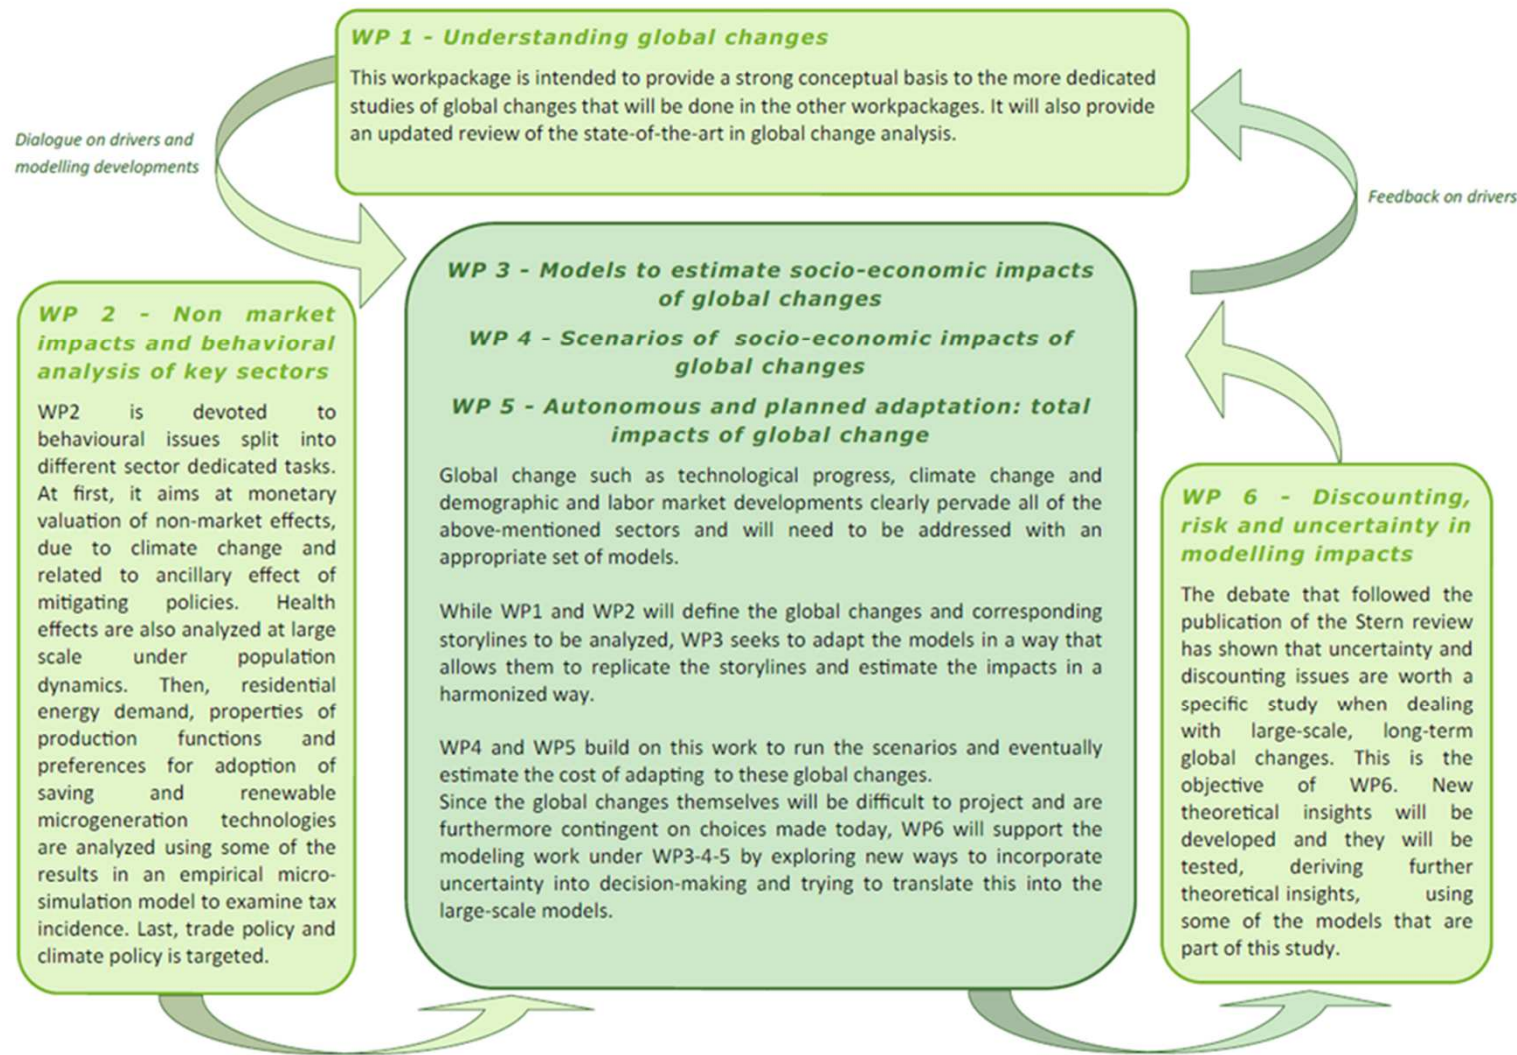 WP 1 - Understanding global changes
This workpackage is intended to provide a strong conceptual basis to the more dedicated
studies of global changes that will be done in the other workpackages. It will also provide
an updated review of the state-of-the-art in global change analysis.
Dialogue on drivers and
modelling developments
Feedback on drivers
WP 2 - Non market
impacts and behavioral
analysis of key sectors
WP2 is devoted to
behavioural issues split into
different sector dedicated tasks.
At first, it aims at monetary
valuation of non-market effects,
due to climate change and
related to ancillary effect of
mitigating policies. Health
effects are also analyzed at large
scale under population
dynamics. Then, residential
energy demand, properties of
production functions and
preferences for adoption of
saving and renewable
microgeneration technologies
are analyzed using some of the
results in an empirical micro-
simulation model to examine tax
incidence. Last, trade policy and
climate policy is targeted.
WP 3 - Models to estimate socio-economic impacts
of global changes
WP 4 - Scenarios of socio-economic impacts of
global changes
WP 5 - Autonomous and planned adaptation: total
impacts of global change
Global change such as technological progress, climate change and
demographic and labor market developments clearly pervade all of the
above-mentioned sectors and will need to be addressed with an
appropriate set of models.
While WP1 and WP2 will define the global changes and corresponding
storylines to be analyzed, WP3 seeks to adapt the models in a way that
allows them to replicate the storylines and estimate the impacts in a
harmonized way.
WP4 and WP5 build on this work to run the scenarios and eventually
estimate the cost of adapting to these global changes.
Since the global changes themselves will be difficult to project and are
furthermore contingent on choices made today, WP6 will support the
modeling work under WP3-4-5 by exploring new ways to incorporate
uncertainty into decision-making and trying to translate this into the
large-scale models.
WP 6 - Discounting,
risk and uncertainty in
modelling impacts
The debate that followed the
publication of the Stern review
has shown that uncertainty and
discounting issues are worth a
specific study when dealing
with large-scale, long-term
global changes. This is the
objective of WP6. New
theoretical insights will be
developed and they will be
tested, deriving further
theoretical insights, using
some of the models that are
part of this study.